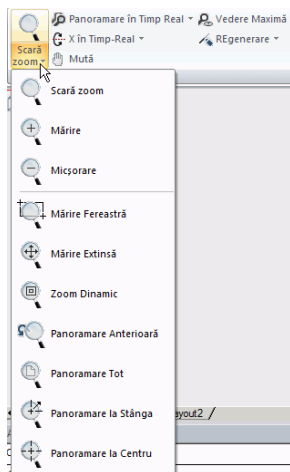 Panoramare în Timp Real
Vedere Maximă
X în Timp-Real
REgenerare
Scară
zoom
Mută
Scară zoom
Mărire
Micșorare
Mărire Fereastră
Mărire Extinsă
Zoom Dinamic
Panoramare Anterioară
Panoramare Tot
Panoramare la Stânga
ayout2
Panoramare la Centru